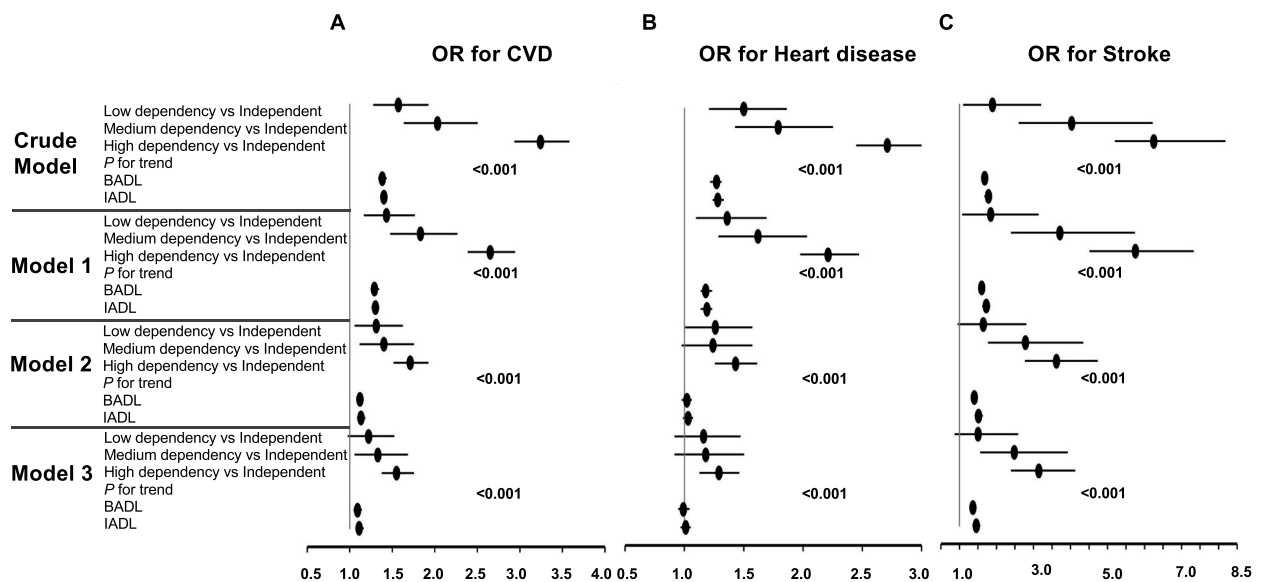 A B C
OR for CVD OR for Heart disease OR for Stroke
Crude Model
Low dependency vs Independent
Medium dependency vs Independent
High dependency vs Independent
P for trend <0.001 <0.001 <0.001
BADL
IADL
Model 1
Low dependency vs Independent
Medium dependency vs Independent
High dependency vs Independent
P for trend <0.001 <0.001 <0.001
BADL
IADL
Model 2
Low dependency vs Independent
Medium dependency vs Independent
High dependency vs Independent
P for trend <0.001 <0.001 <0.001
BADL
IADL
Model 3
Low dependency vs Independent
Medium dependency vs Independent
High dependency vs Independent
P for trend <0.001 <0.001 <0.001
BADL
IADL
0.5 1.0 1.5 2.0 2.5 3.0 3.5 4.0 0.5 1.0 1.5 2.0 2.5 3.0 1.0 3.0 5.0 7.0 8.5